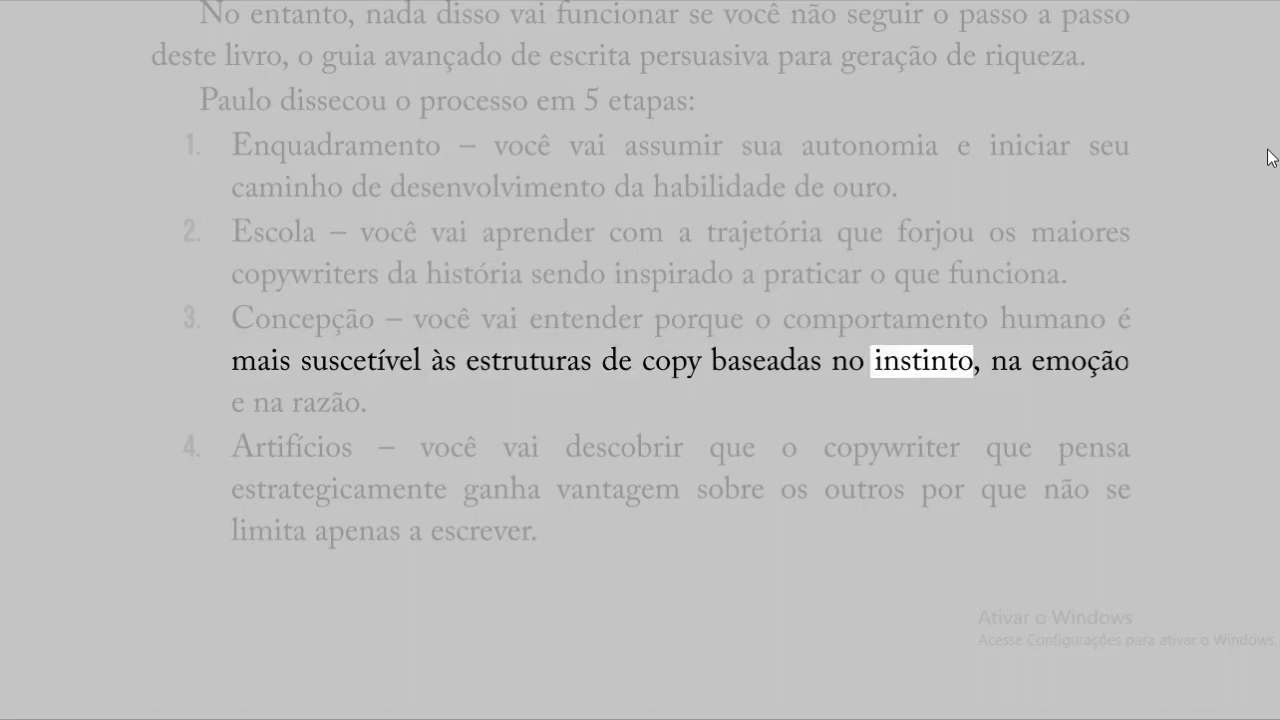 No entanto, nada disso vai funcionar se você não seguir o passo a passo
deste livro, o guia avançado de escrita persuasiva para geração de riqueza.
Paulo dissecou o processo em 5 etapas:
1. Enquadramento – você vai assumir sua autonomia e iniciar seu
caminho de desenvolvimento da habilidade de ouro.
2. Escola – você vai aprender com a trajetória que forjou os maiores
copywriters da história sendo inspirado a praticar o que funciona.
3. Concepção – você vai entender porque o comportamento humano é
mais suscetível às estruturas de copy baseadas no instinto, na emoção
e na razão.
4. Artifícios – você vai descobrir que o copywriter que pensa
estrategicamente ganha vantagem sobre os outros por que não se
limita apenas a escrever.
Ativar o Windows
Acesse Configurações para ativar o Windows.